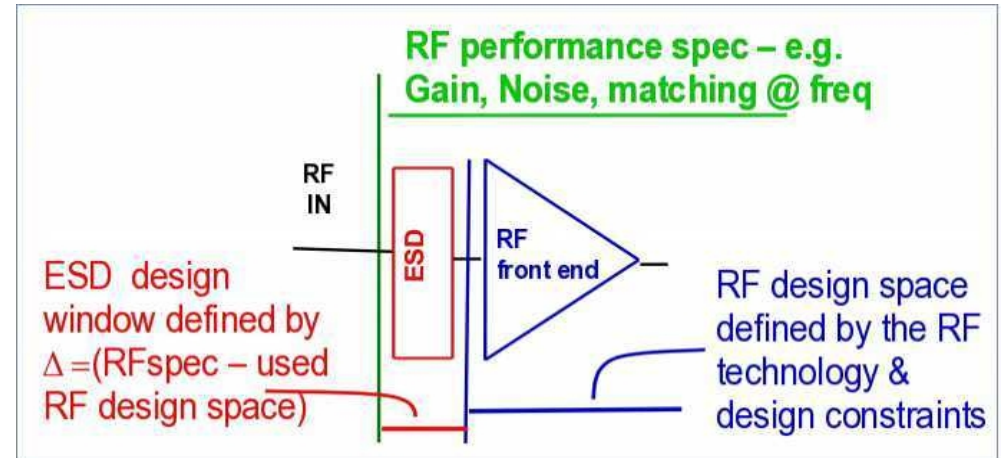 RF performance spec – e.g.
Gain, Noise, matching @ freq
RF
IN
ESD
RF
front end
ESD design
window defined by
Δ =(RFspec – used
RF design space)
RF design space
defined by the RF
technology &
design constraints